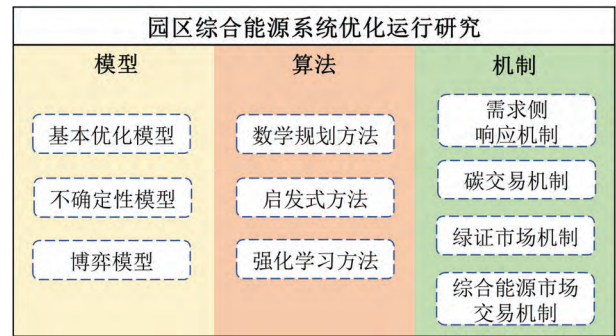 园区综合能源系统优化运行研究
模型
基本优化模型
不确定性模型
博弈模型
算法
数学规划方法
启发式方法
强化学习方法
机制
需求侧
响应机制
碳交易机制
绿证市场机制
综合能源市场
交易机制